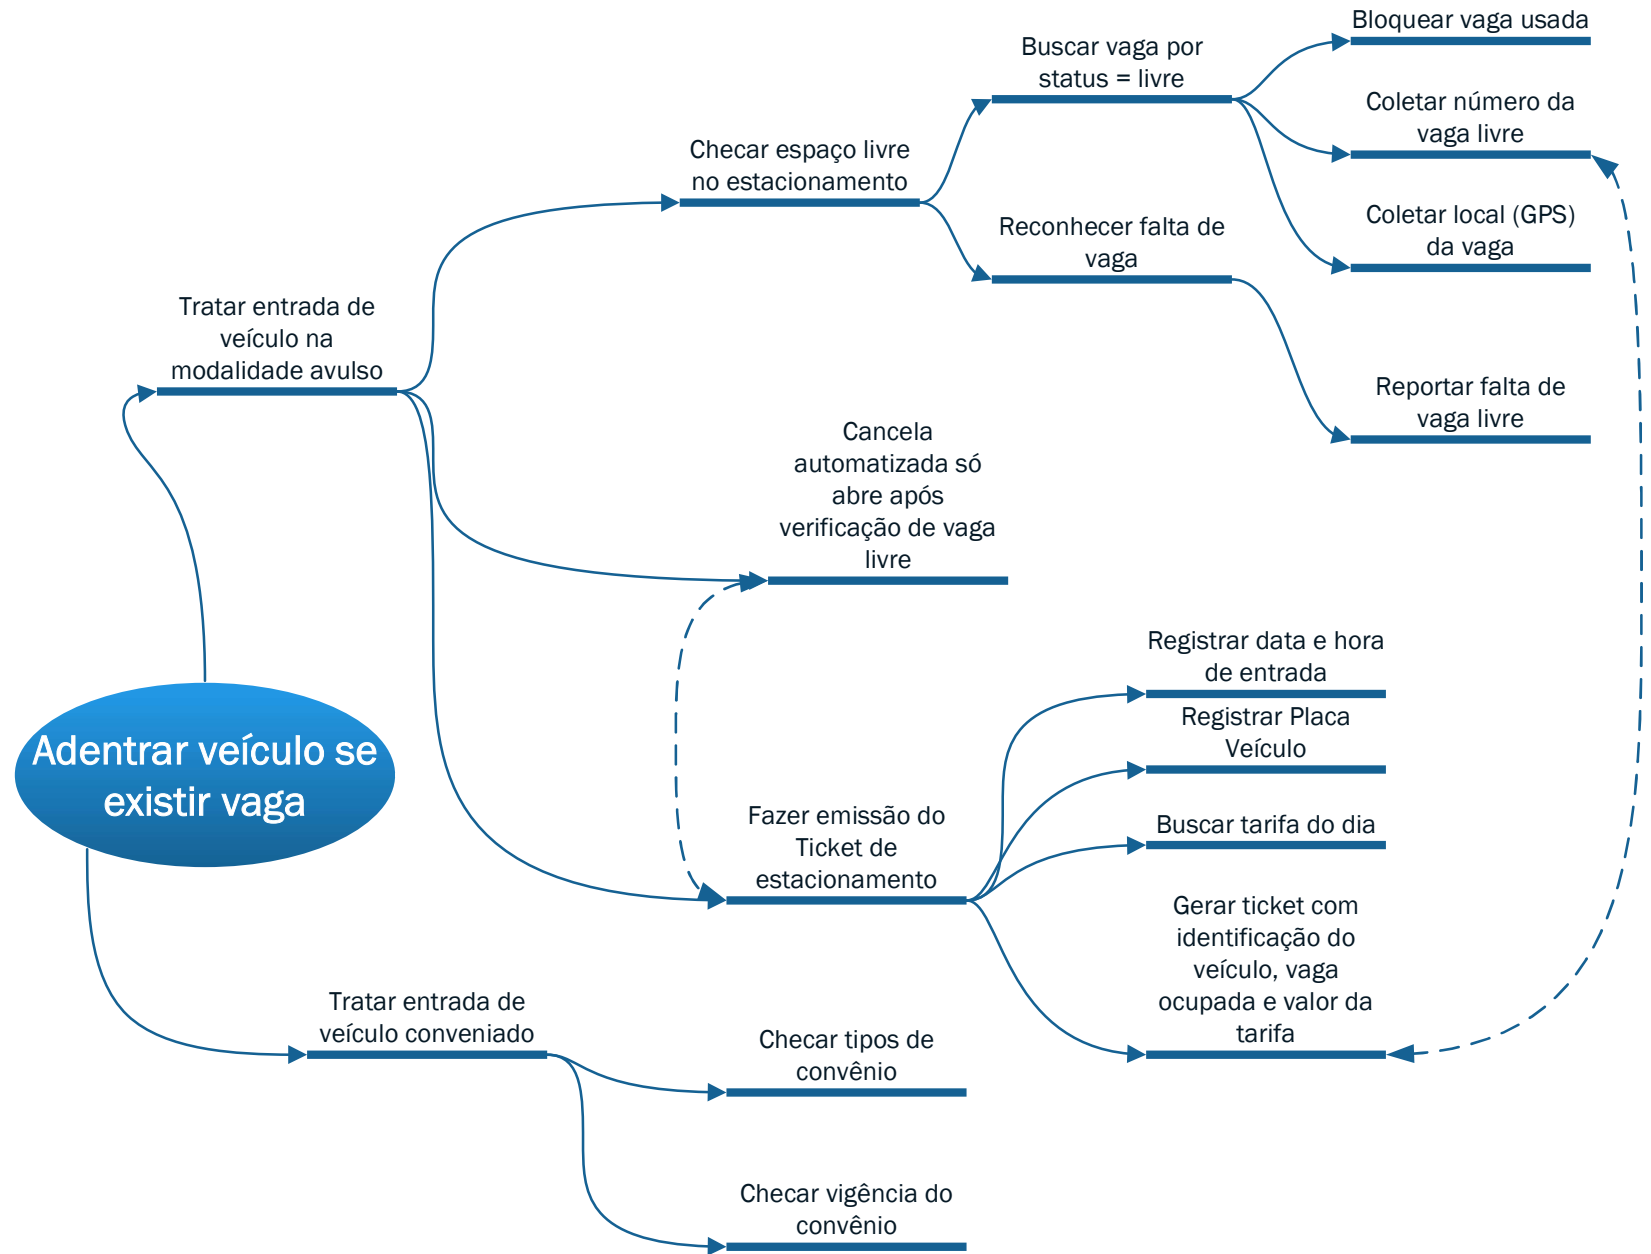 Bloquear vaga usada
Buscar vaga por
status = livre
Coletar número da
vaga livre
Checar espaço livre
no estacionamento
Coletar local (GPS)
da vaga
Reconhecer falta de
vaga
Tratar entrada de
veículo na
modalidade avulso
Reportar falta de
vaga livre
Cancela
automatizada só
abre após
verificação de vaga
livre
Registrar data e hora
de entrada
Registrar Placa
Veículo
Adentrar veículo se
existir vaga
Buscar tarifa do dia
Fazer emissão do
Ticket de
estacionamento
Gerar ticket com
identificação do
veículo, vaga
ocupada e valor da
tarifa
Tratar entrada de
veículo conveniado
Checar tipos de
convênio
Checar vigência do
convênio